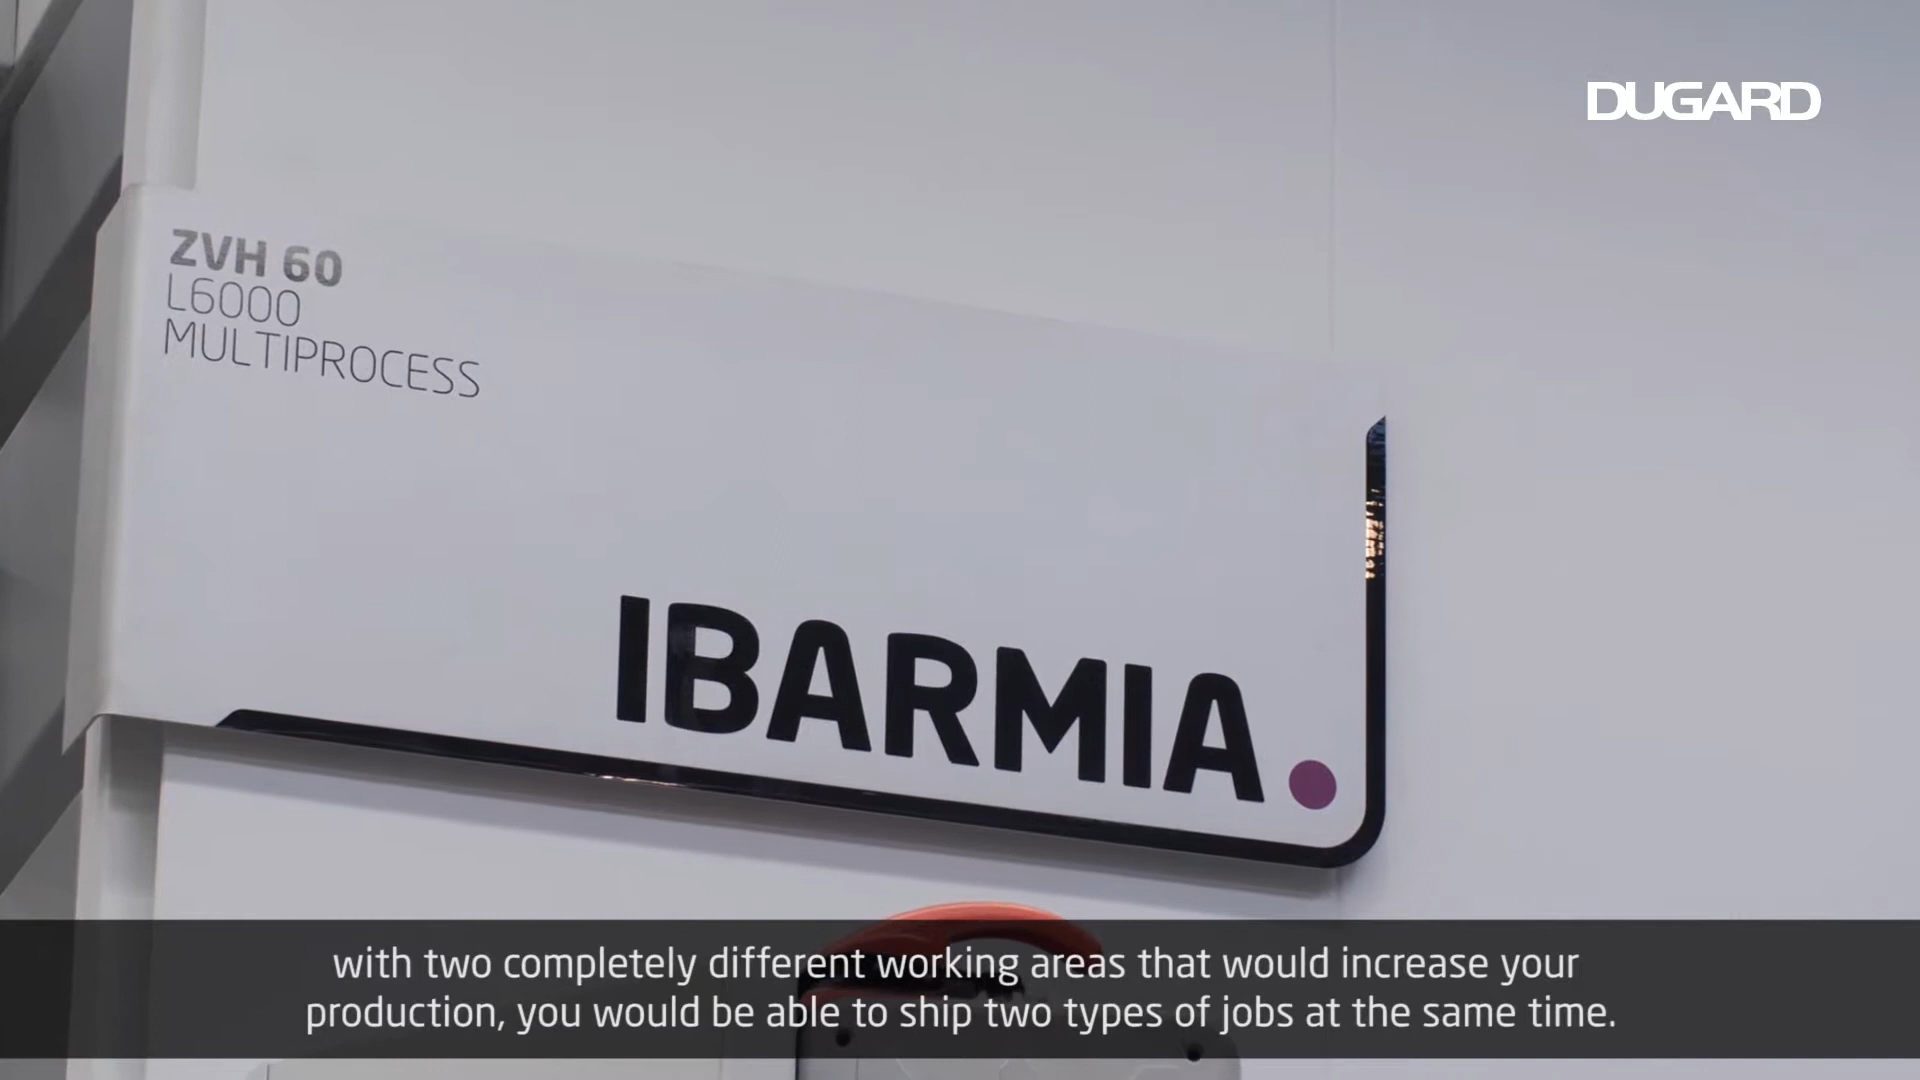 DUGARD
ZVH 60
L6000
MULTIPROCESS
IBARMIA.
with two completely different working areas that would increase your
production, you would be able to ship two types of jobs at the same time.